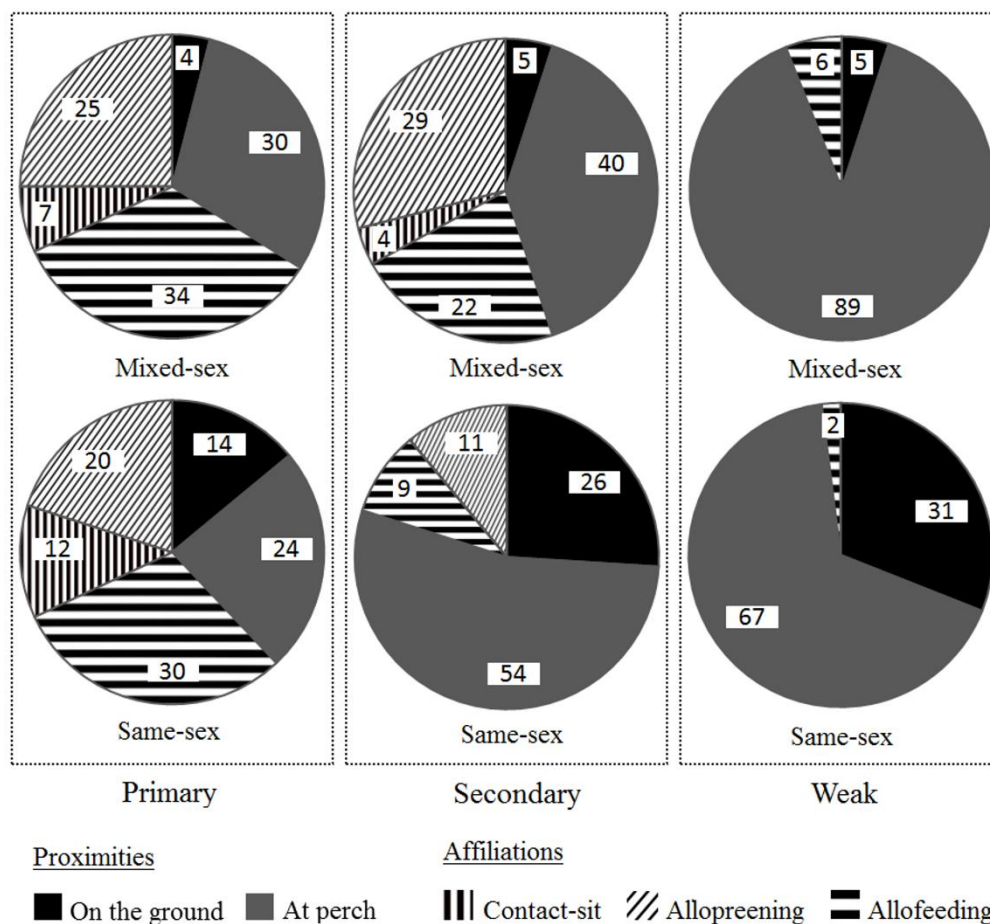 4
25
30
7
34
Mixed-sex
5
29
40
4
22
Mixed-sex
6 5
89
Mixed-sex
14
20
24
12
30
Same-sex
11
26
9
54
Same-sex
2
31
67
Same-sex
Primary Secondary Weak
Proximities Affiliations
On the ground At perch Contact-sit Allopreening Allofeeding